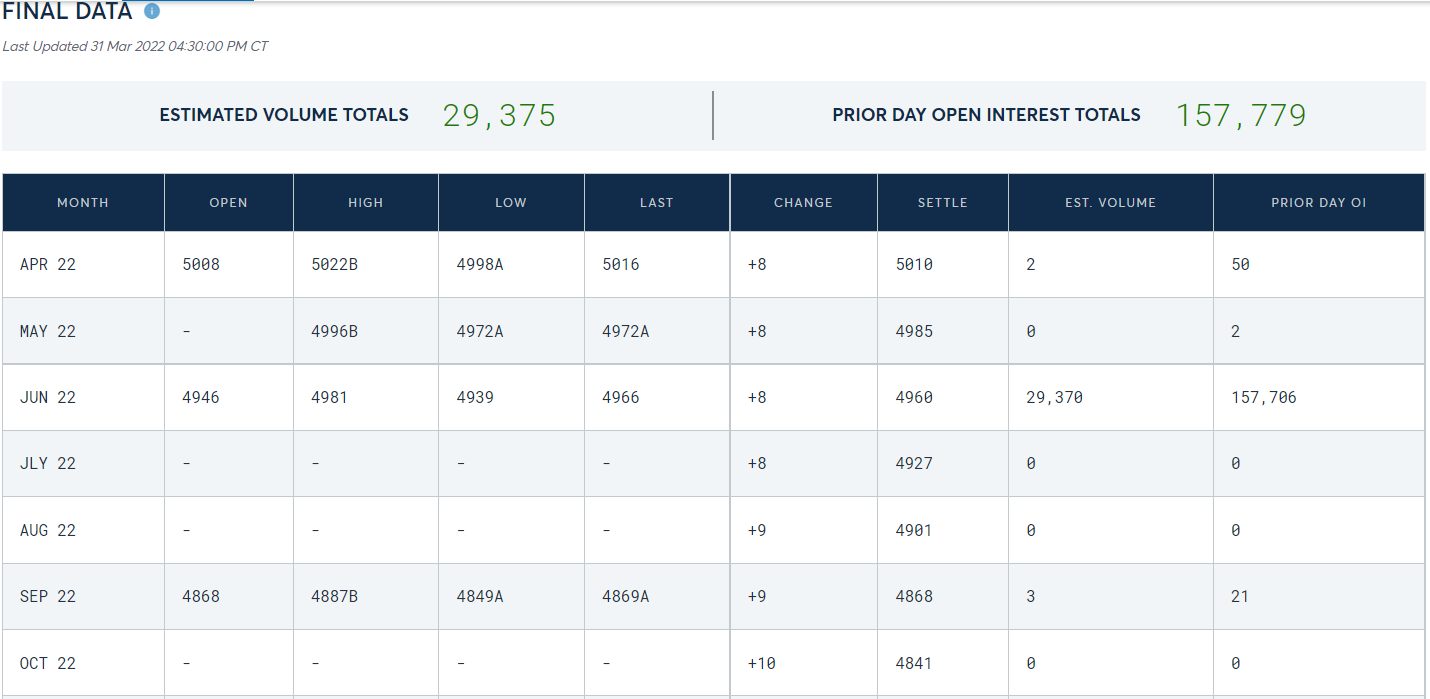 FINAL DATA i
Last Updated 31 Mar 2022 04:30:00 PM CT
ESTIMATED VOLUME TOTALS 29,375 PRIOR DAY OPEN INTEREST TOTALS 157,779
MONTH OPEN HIGH LOW LAST CHANGE SETTLE EST. VOLUME PRIOR DAY OI
APR 22 5008 5022B 4998A 5016 +8 5010 2 50
MAY 22 - 4996B 4972A 4972A +8 4985 0 2
JUN 22 4946 4981 4939 4966 +8 4960 29,370 157,706
JLY 22 - - - - +8 4927 0 0
AUG 22 - - - - +9 4901 0 0
SEP 22 4868 4887B 4849A 4869A +9 4868 3 21
OCT 22 - - - - +10 4841 0 0